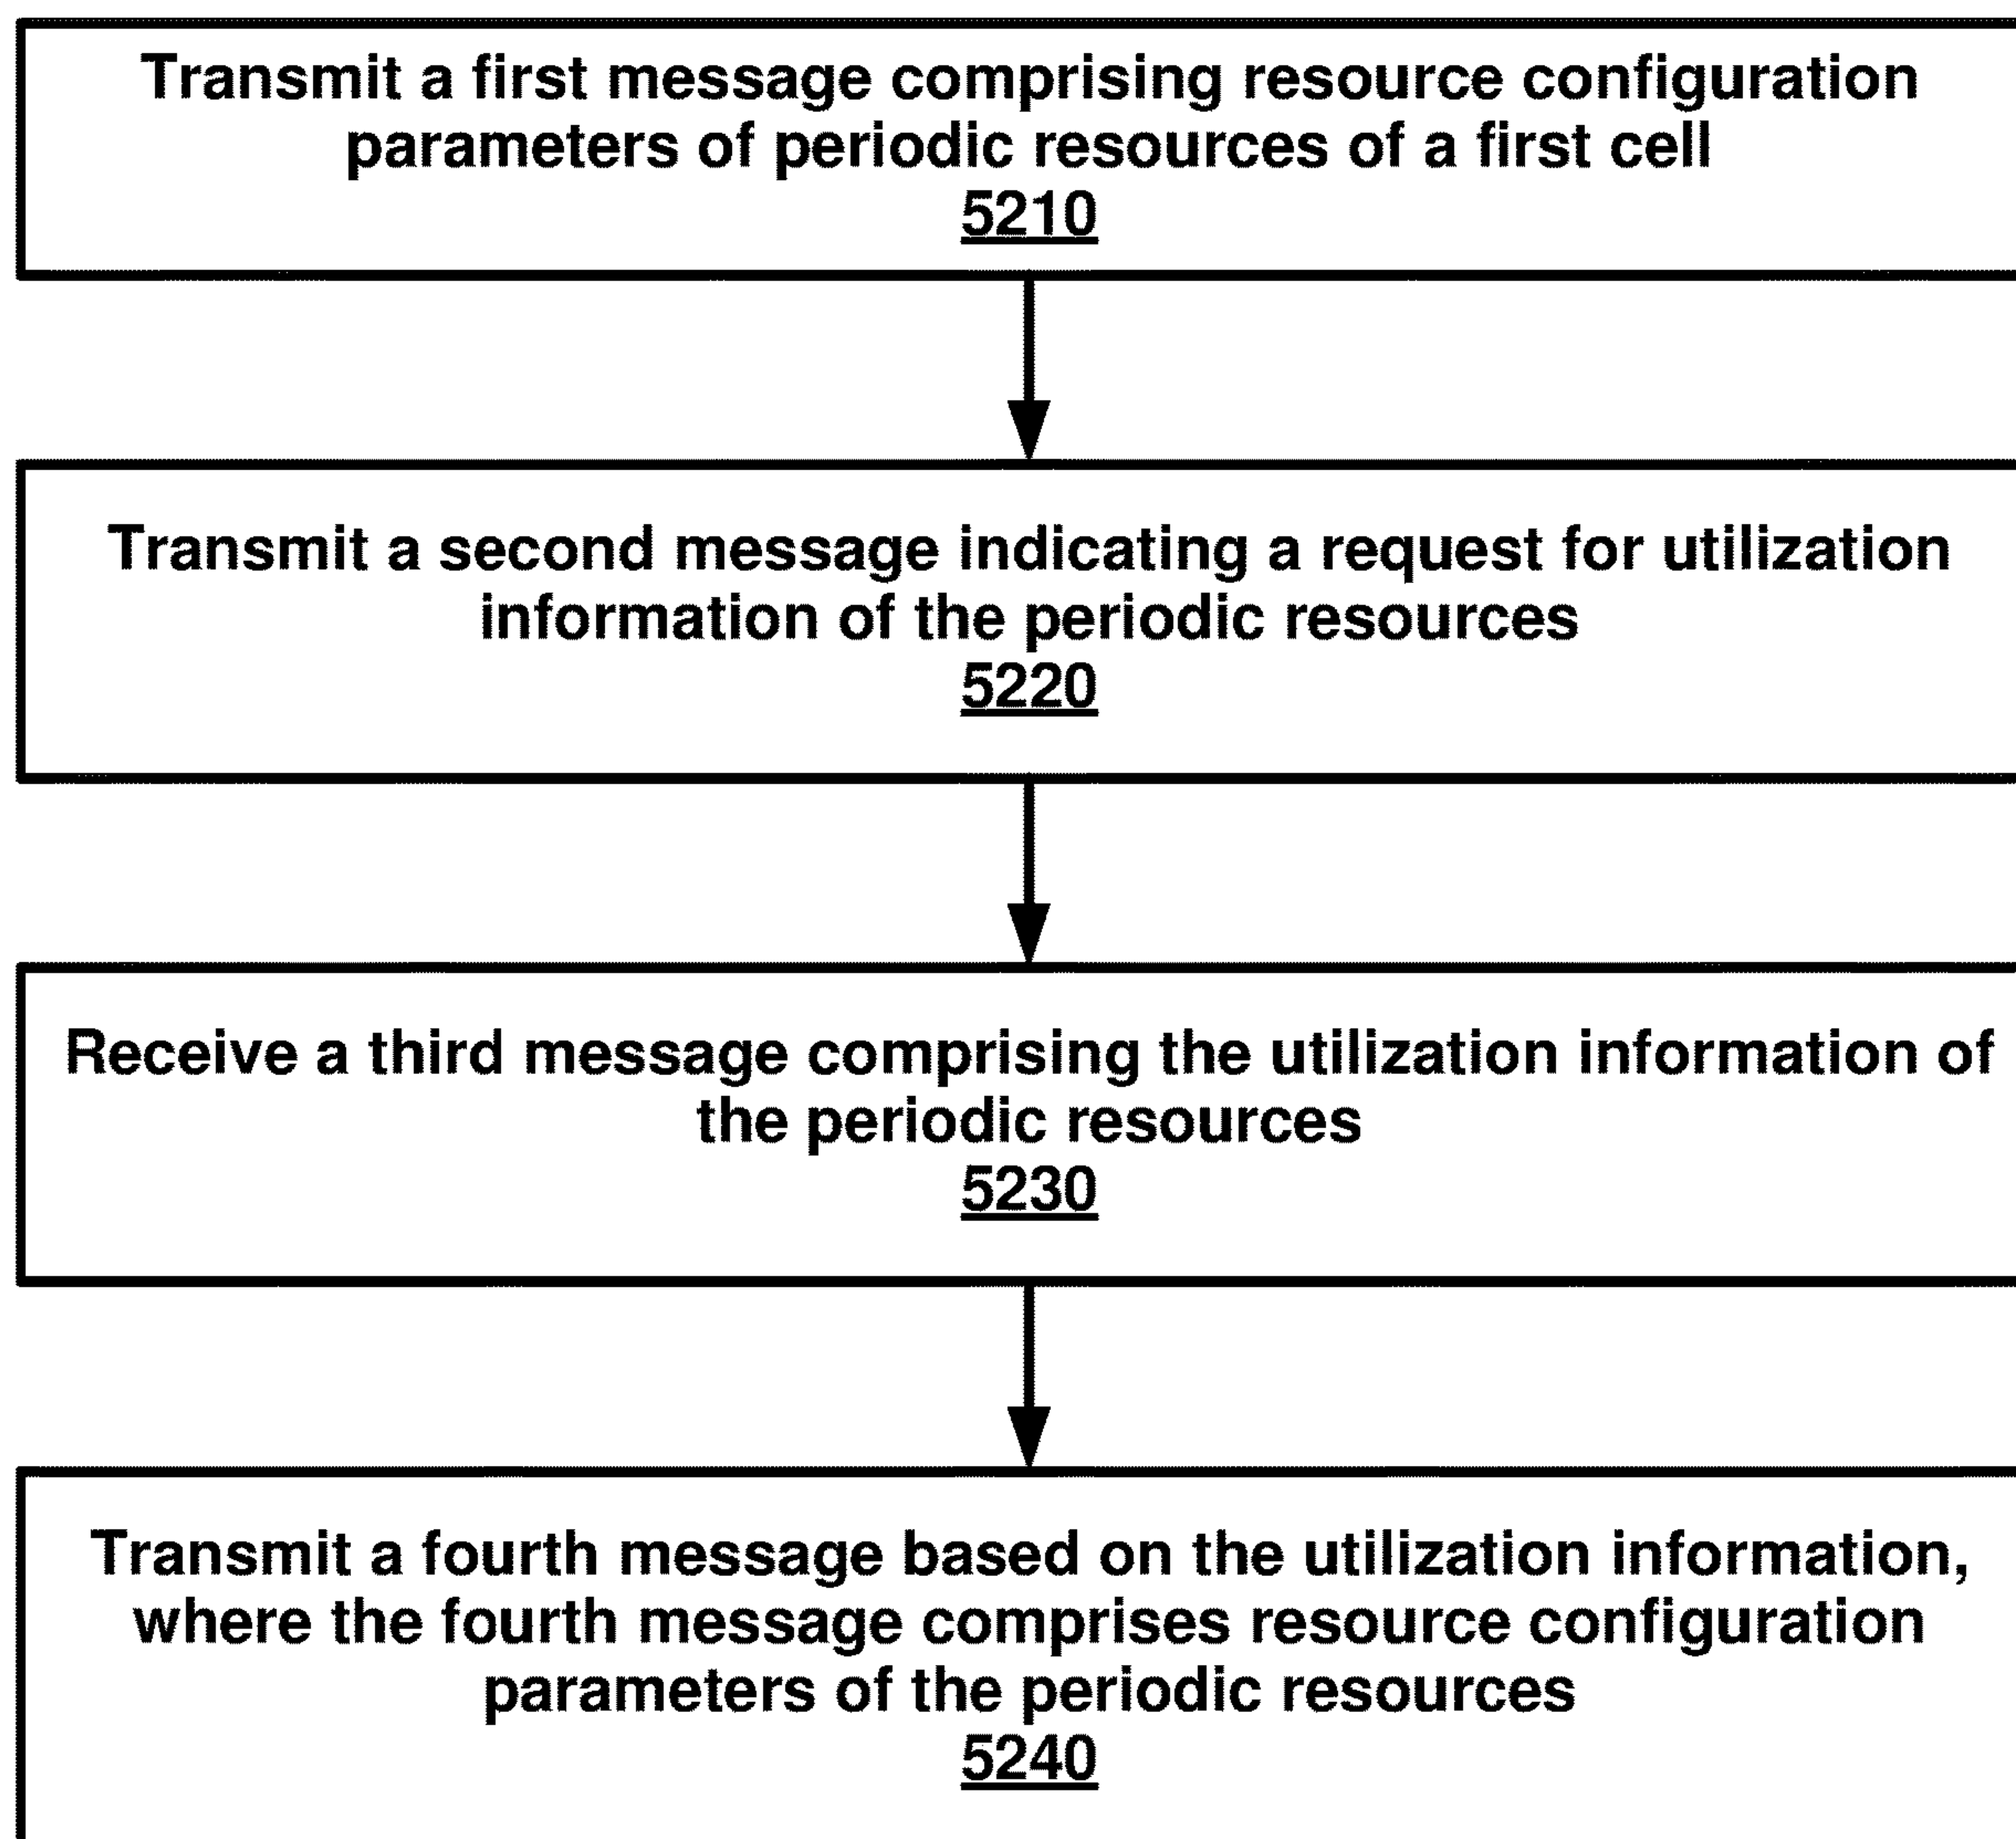 Transmit a first message comprising resource configuration
parameters of periodic resources of a first cell
5210
Transmit a second message indicating a request for utilization
information of the periodic resources
5220
Receive a third message comprising the utilization information of
the periodic resources
5230
Transmit a fourth message based on the utilization information,
where the fourth message comprises resource configuration
parameters of the periodic resources
5240